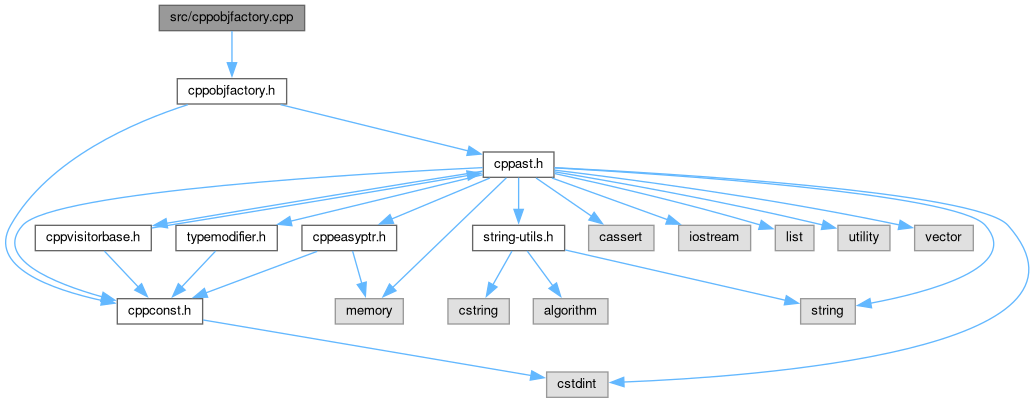 src/cppobjfactory.cpp
cppobjfactory.h
cppast.h
cppvisitorbase.h
typemodifier.h
cppeasyptr.h
string-utils.h
cassert
iostream
list
utility
vector
cppconst.h
memory
cstring
algorithm
string
cstdint